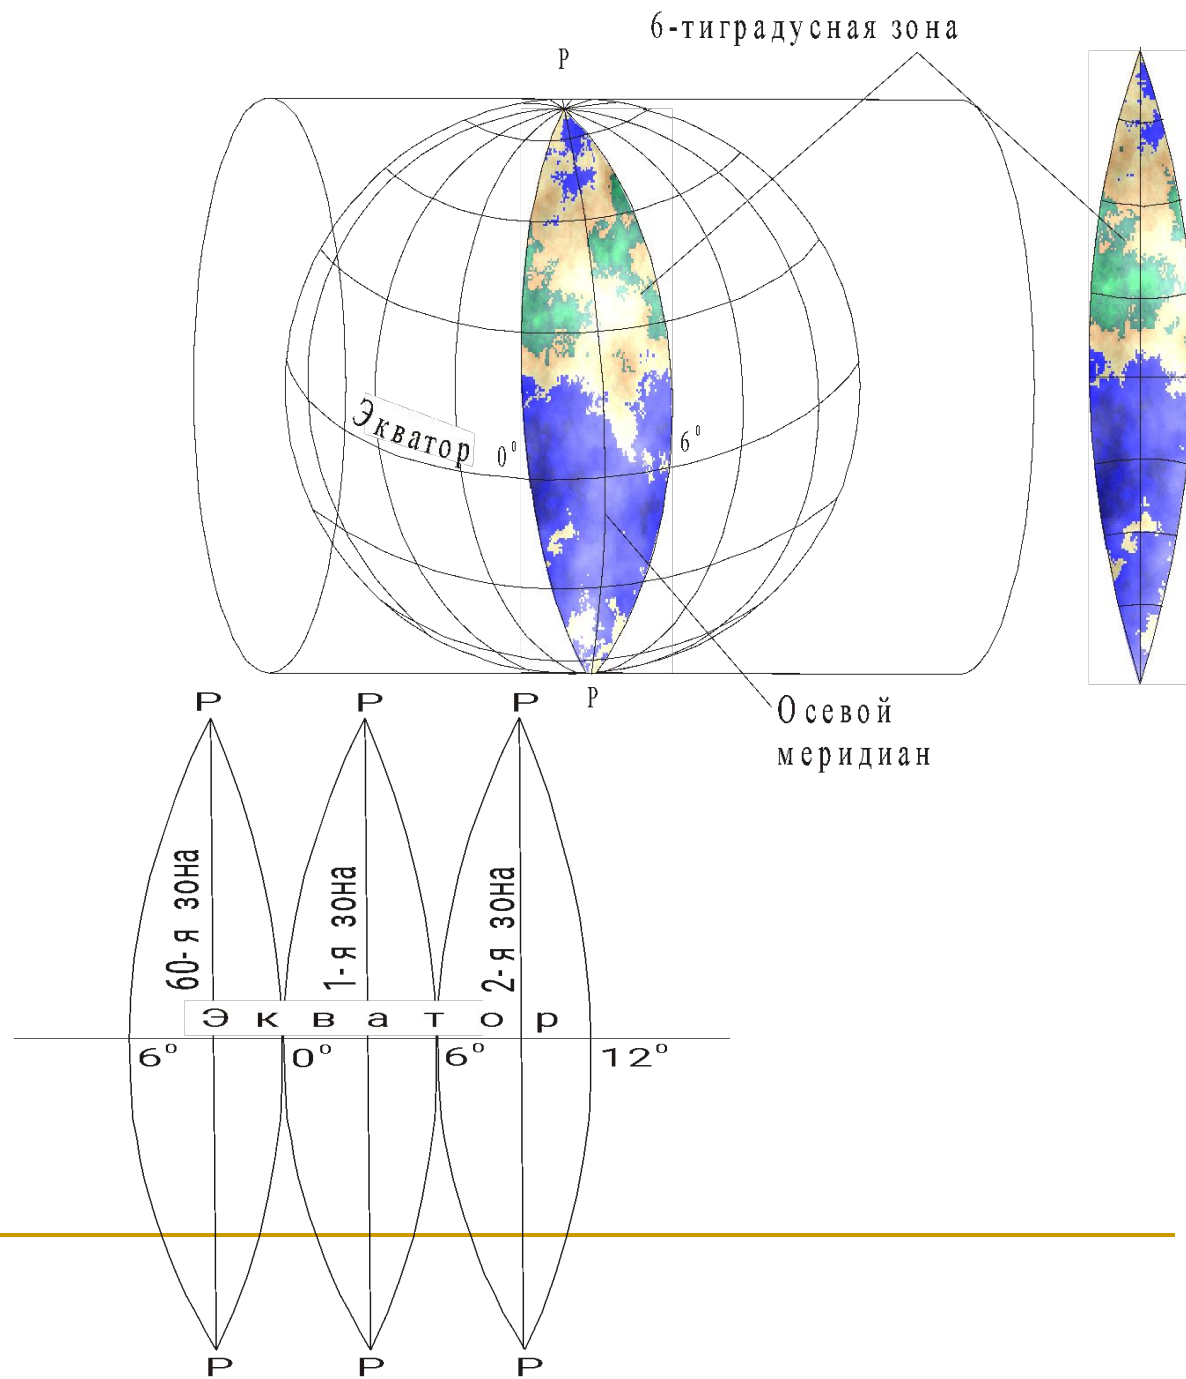 6-тиградусная зона
P
Экватор
0°
6°
P
Осевой
меридиан
P P P
60-я зона
1-я зона
2-я зона
Экватор
6° 0° 6° 12°
P P P